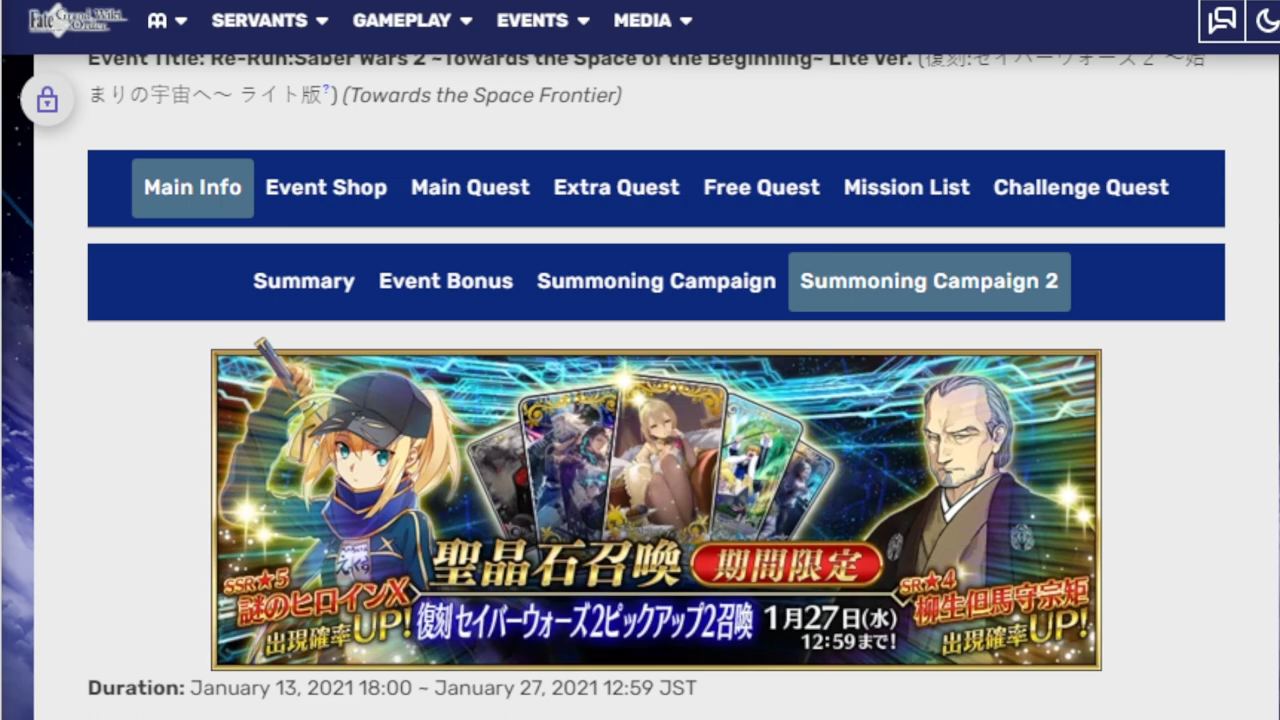 Fate Grand Order Wiki
SERVANTS
GAMEPLAY
EVENTS
MEDIA
Event Title: Re-Run:Saber Wars 2 ~Towards the Space of the Beginning~ Lite Ver. (復刻:セイバーウォーズ2 ～始
まりの宇宙へ～ ライト版?) (Towards the Space Frontier)
Main Info Event Shop Main Quest Extra Quest Free Quest Mission List Challenge Quest
Summary Event Bonus Summoning Campaign Summoning Campaign 2
聖晶石召喚 期間限定
SSR★5
謎のヒロインX
出現確率UP!
復刻 セイバーウォーズ2ピックアップ2召喚
1月27日(水)
12:59まで!
SR★4
柳生但馬守宗矩
出現確率UP!
Duration: January 13, 2021 18:00 ~ January 27, 2021 12:59 JST